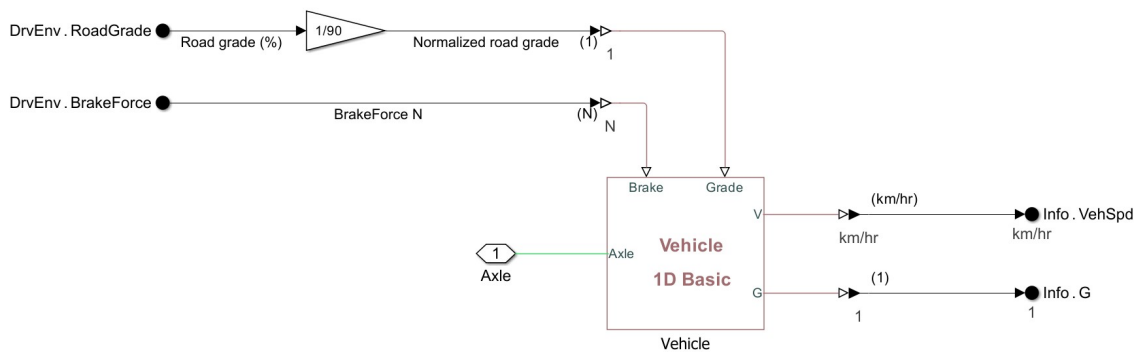 DrvEnv . RoadGrade
Road grade (%)
1/90
Normalized road grade
(1)
1
DrvEnv . BrakeForce
BrakeForce N
(N)
N
Brake
Grade
V
(km/hr)
km/hr
Info . VehSpd
km/hr
1
Axle
Axle
Vehicle
1D Basic
G
(1)
1
Info . G
1
Vehicle